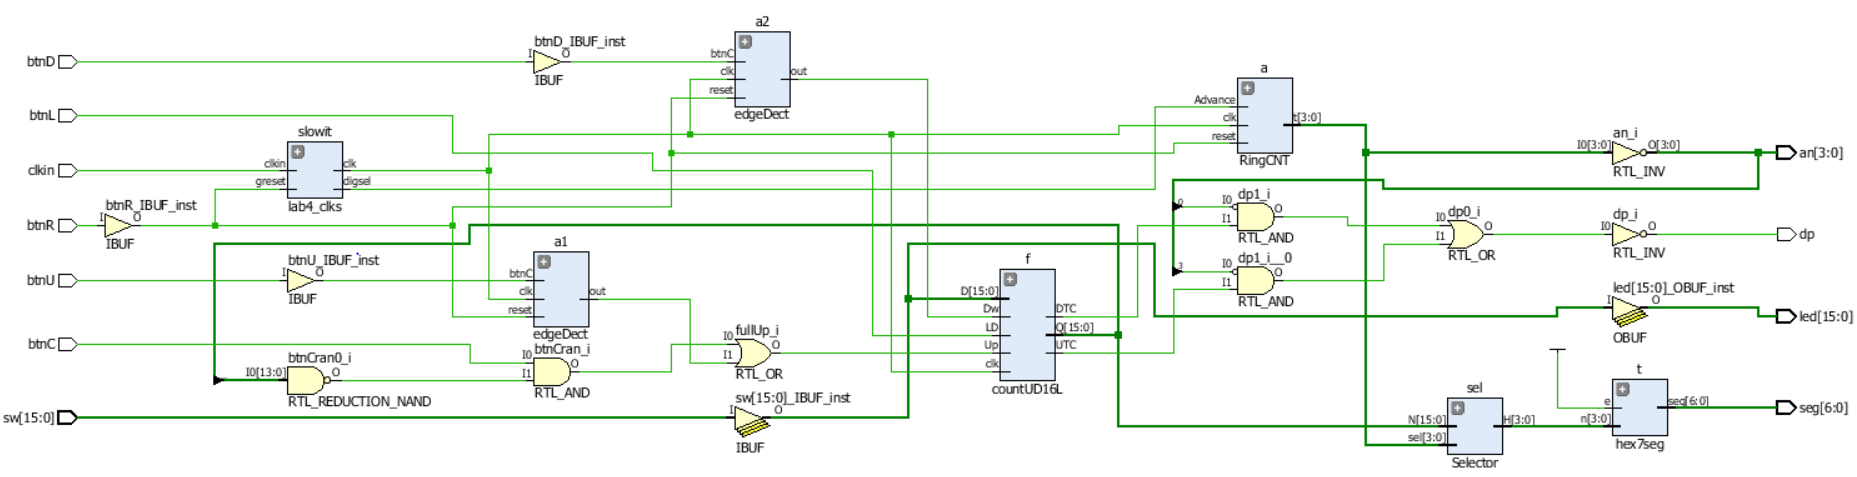 btnD
btnL
clkin
btnR
btnU
btnC
sw[15:0]
btnR_IBUF_inst
I
O
IBUF
slowit
clkin
greset
clk
digsel
lab4_clks
btnU_IBUF_inst
I
O
IBUF
btnCran0_i
I0[13:0]
O
RTL_REDUCTION_NAND
btnD_IBUF_inst
I
O
IBUF
a1
btnC
clk
reset
out
edgeDect
btnCran_i
I0
I1
O
RTL_AND
a2
btnC
clk
reset
out
edgeDect
fullUp_i
I0
I1
O
RTL_OR
sw[15:0]_IBUF_inst
I
O
IBUF
f
D[15:0]
Dw
LD
Up
clk
DTC
Q[15:0]
UTC
countUD16L
a
Advance
clk
reset
t[3:0]
RingCNT
0
dp1_i
I0
I1
O
RTL_AND
3
dp1_i__0
I0
I1
O
RTL_AND
dp0_i
I0
I1
O
RTL_OR
sel
N[15:0]
sel[3:0]
H[3:0]
Selector
an_i
I0[3:0]
O[3:0]
RTL_INV
dp_i
I0
O
RTL_INV
led[15:0]_OBUF_inst
I
O
OBUF
t
e
n[3:0]
seg[6:0]
hex7seg
an[3:0]
dp
led[15:0]
seg[6:0]